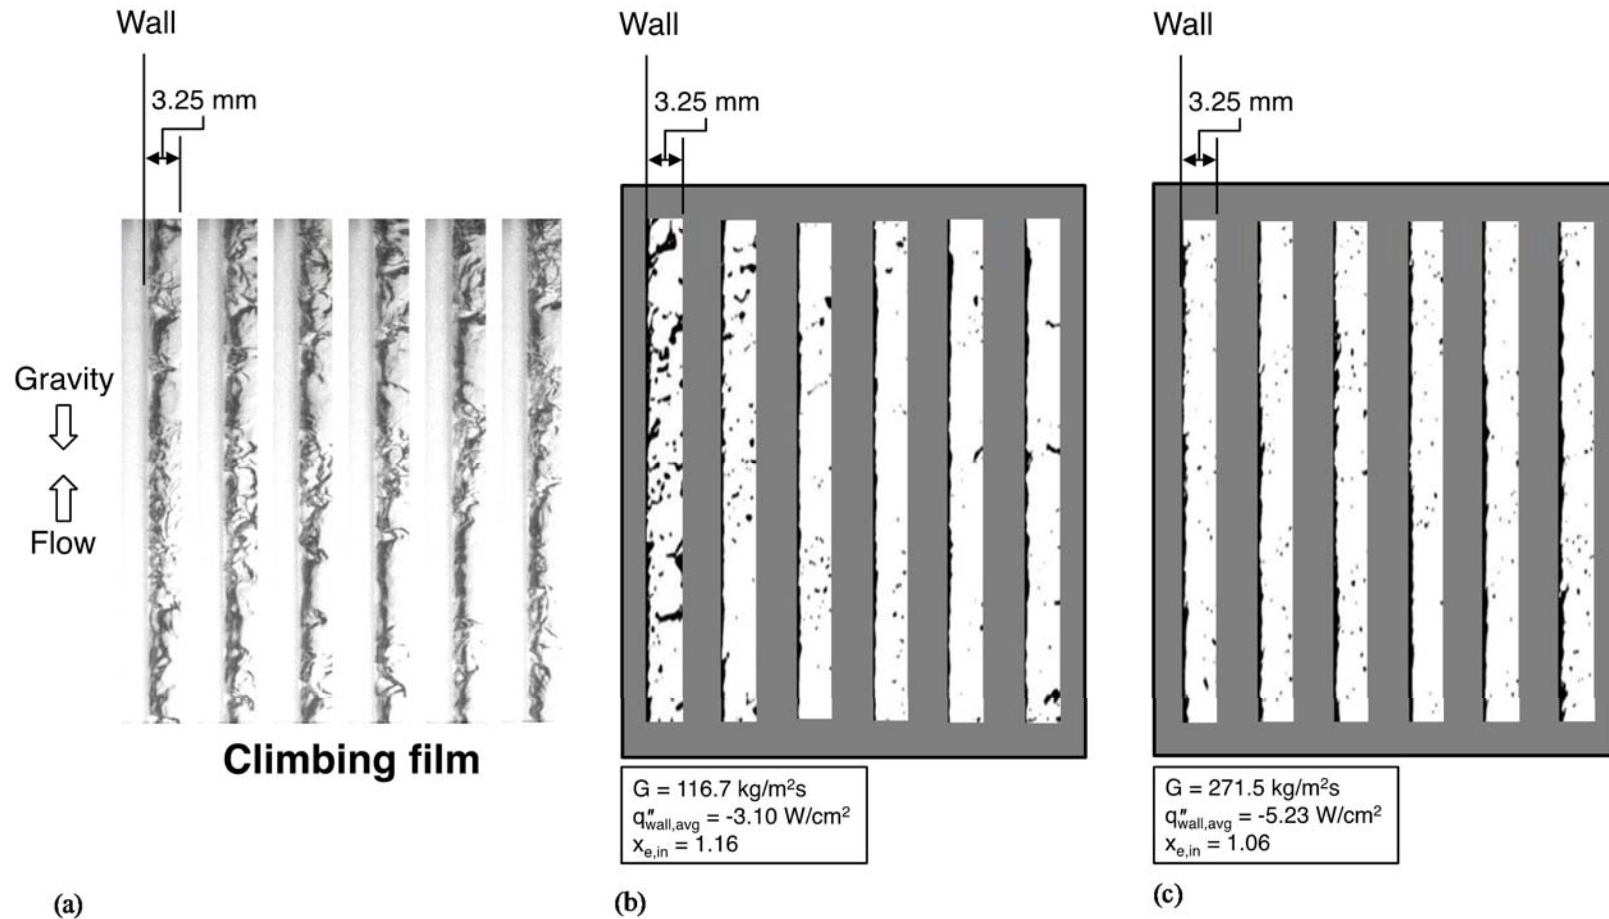 Wall
3.25 mm
Gravity
Flow
Climbing film
(a)
Wall
3.25 mm
G = 116.7 kg/m²s
q″wall,avg = -3.10 W/cm²
xe,in = 1.16
(b)
Wall
3.25 mm
G = 271.5 kg/m²s
q″wall,avg = -5.23 W/cm²
xe,in = 1.06
(c)